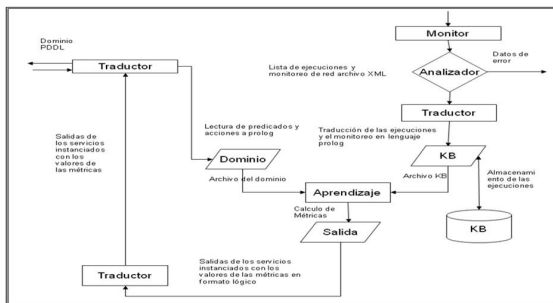 Dominio
PDDL
Traductor
Monitor
Lista de ejecuciones y
monitoreo de red archivo XML
Analizador
Datos de
error
Traductor
Salidas de
los servicios
instanciados
con los
valores de
las métricas
Lectura de predicados y
acciones a prolog
Traducción de las ejecuciones
y el monitoreo en lenguaje
prolog
Dominio
KB
Archivo del dominio
Archivo KB
Almacenami
ento de las
ejecuciones
Aprendizaje
Calculo de
Métricas
Salida
KB
Traductor
Salidas de los servicios
instanciados con los
valores de las métricas en
formato lógico